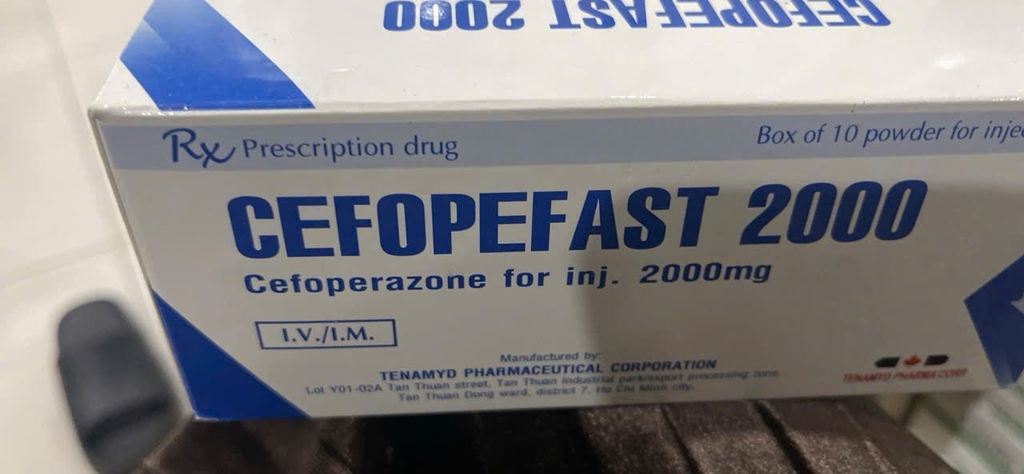 CEFOPEFAST 2000
Rx Prescription drug
Box of 10 powder for injec
CEFOPEFAST 2000
Cefoperazone for inj. 2000mg
I.V./I.M.
Manufactured by:
TENAMYD PHARMACEUTICAL CORPORATION
Lot Y01-02A Tan Thuan street, Tan Thuan industrial park/export processing zone,
Tan Thuan Dong ward, district 7, Ho Chi Minh city.
TENAMYD PHARMA CORP